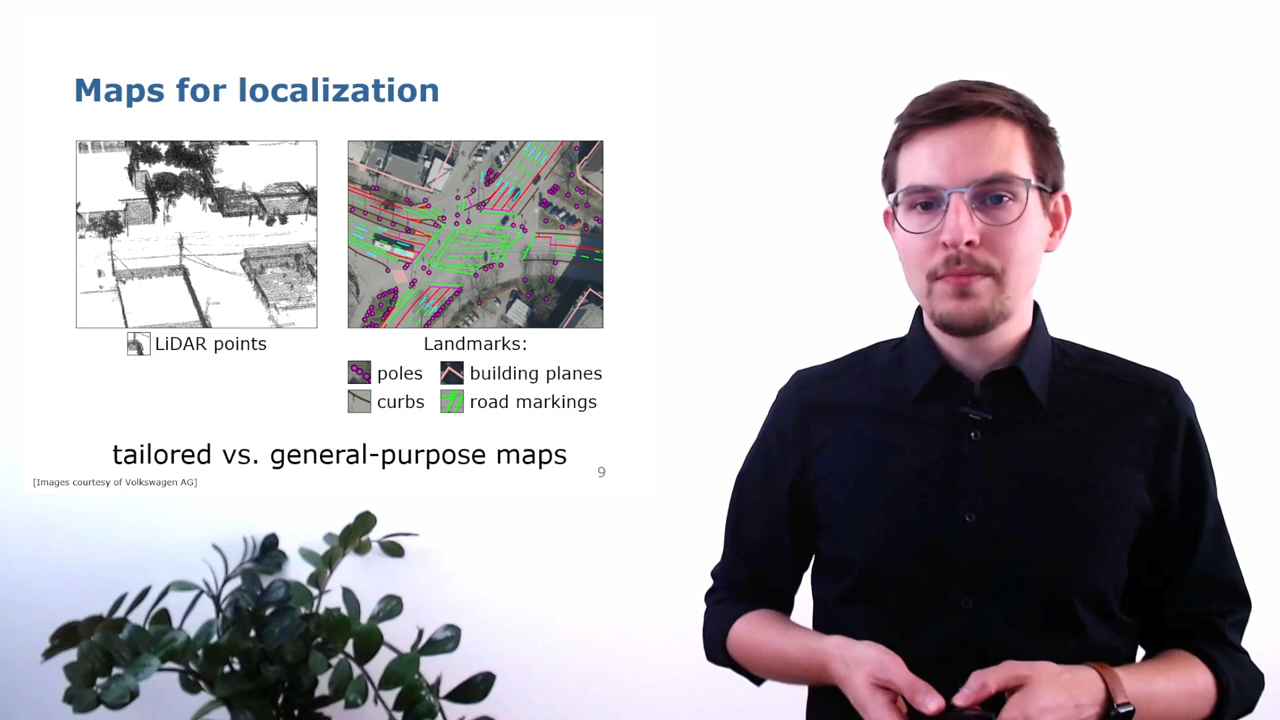 Maps for localization
LiDAR points
Landmarks:
poles
building planes
curbs
road markings
tailored vs. general-purpose maps
9
[Images courtesy of Volkswagen AG]